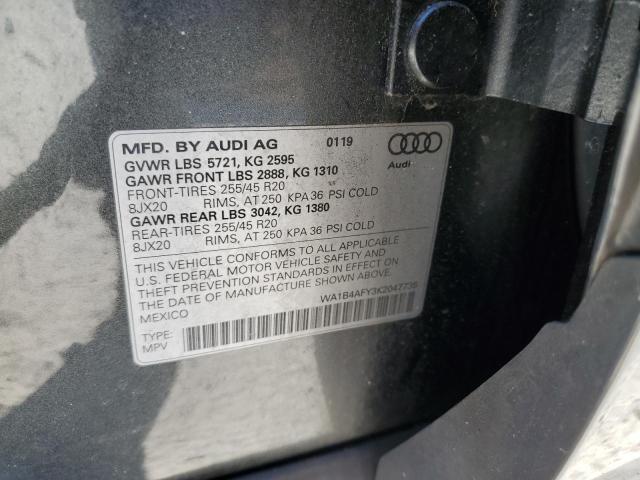 MFD. BY AUDI AG 0119
GVWR LBS 5721, KG 2595
GAWR FRONT LBS 2888, KG 1310
FRONT-TIRES 255/45 R20
8JX20 RIMS, AT 250 KPA 36 PSI COLD
GAWR REAR LBS 3042, KG 1380
REAR-TIRES 255/45 R20
8JX20 RIMS, AT 250 KPA 36 PSI COLD
Audi
THIS VEHICLE CONFORMS TO ALL APPLICABLE
U.S. FEDERAL MOTOR VEHICLE SAFETY AND
THEFT PREVENTION STANDARDS IN EFFECT ON
THE DATE OF MANUFACTURE SHOWN ABOVE.
MEXICO WA1B4AFY3K2047735
TYPE:
MPV